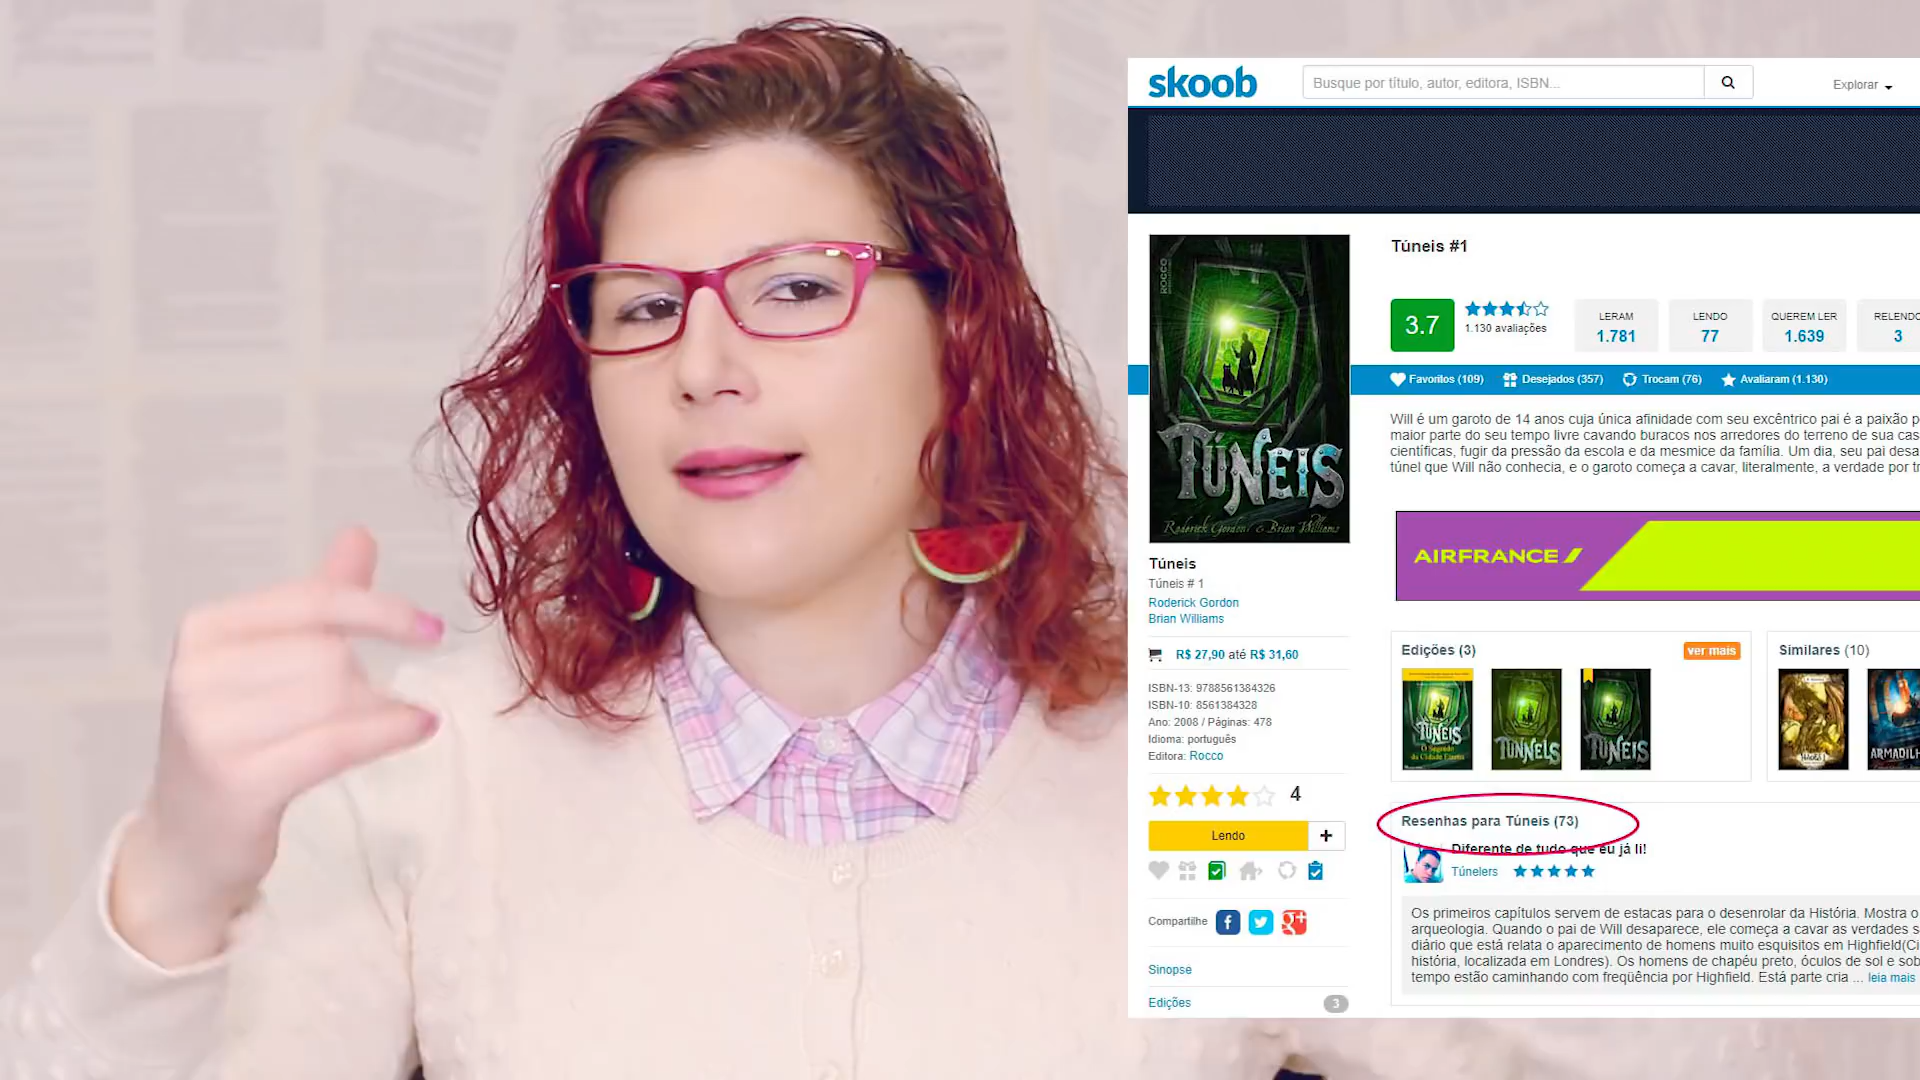 skoob
Busque por título, autor, editora, ISBN...
Explorar
ROCCO
TÚNEIS
Roderick Gordon & Brian Williams
Túneis
Túneis # 1
Roderick Gordon
Brian Williams
R$ 27,90 até R$ 31,60
ISBN-13: 9788561384326
ISBN-10: 8561384328
Ano: 2008 / Páginas: 478
Idioma: português
Editora: Rocco
4
Lendo
+
Compartilhe
Sinopse
Edições 3
Túneis #1
3.7
1.130 avaliações
LERAM
1.781
LENDO
77
QUEREM LER
1.639
RELENDO
3
Favoritos (109)
Desejados (357)
Trocam (76)
Avaliaram (1.130)
Will é um garoto de 14 anos cuja única afinidade com seu excêntrico pai é a paixão p
maior parte do seu tempo livre cavando buracos nos arredores do terreno de sua cas
científicas, fugir da pressão da escola e da mesmice da família. Um dia, seu pai desa
túnel que Will não conhecia, e o garoto começa a cavar, literalmente, a verdade por tr
AIRFRANCE
Edições (3)
ver mais
TÚNEIS
TUNNELS
TÚNEIS
Similares (10)
ARMADILH
Resenhas para Túneis (73)
Diferente de tudo que eu já li!
Túnelers
Os primeiros capítulos servem de estacas para o desenrolar da História. Mostra o
arqueologia. Quando o pai de Will desaparece, ele começa a cavar as verdades s
diário que está relata o aparecimento de homens muito esquisitos em Highfield(Ci
história, localizada em Londres). Os homens de chapéu preto, óculos de sol e sob
tempo estão caminhando com freqüência por Highfield. Está parte cria ... leia mais